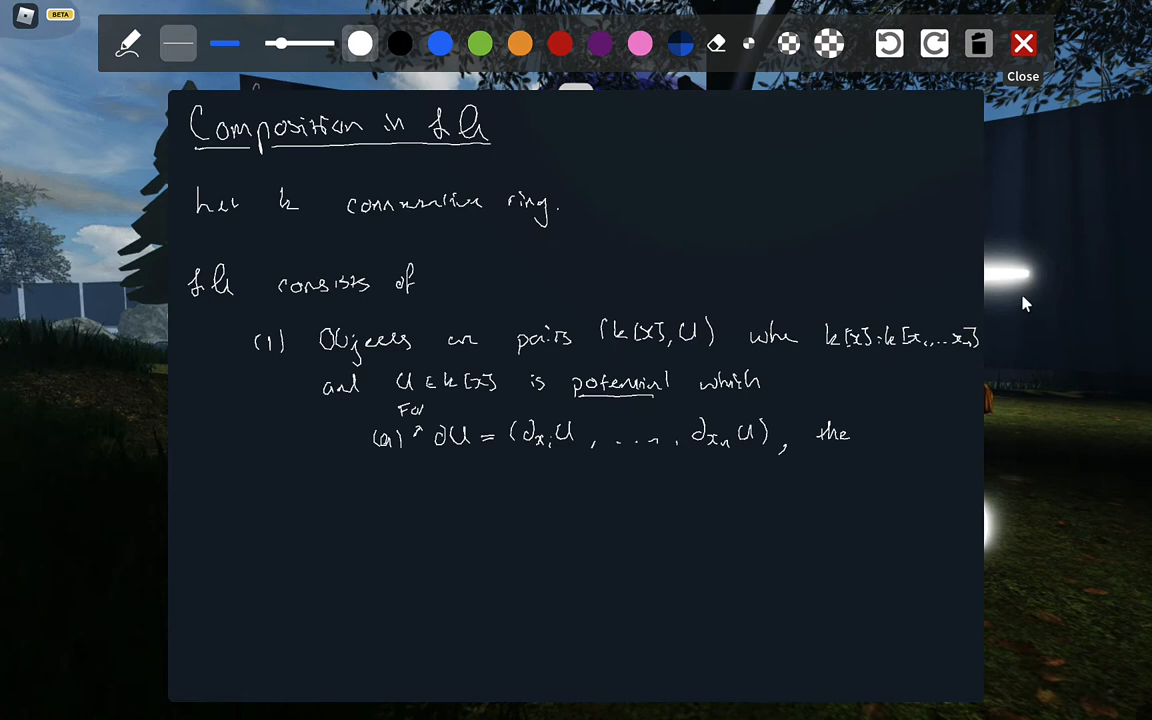 BETA
Close
Composition in LG
Let k commutative ring.
LG consists of
(1) Objects are pairs (k[x], U) where k[x]=k[x₁,...xₙ]
and U ∈ k[x] is potential which
For
(a) ^ ∂U = (∂x₁U, ...., ∂xₙU), the